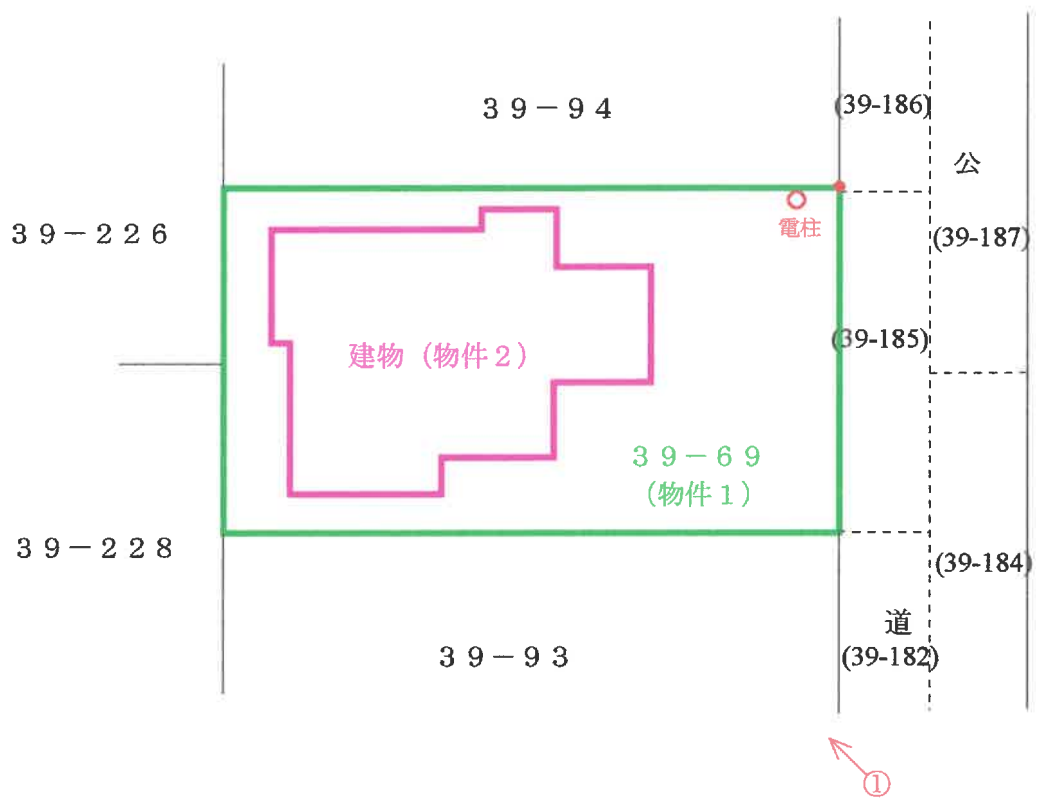 ３９－９４
(39-186)
公
３９－２２６
電柱
(39-187)
(39-185)
建物（物件２）
３９－６９
（物件１）
３９－２２８
(39-184)
道
３９－９３
(39-182)
①